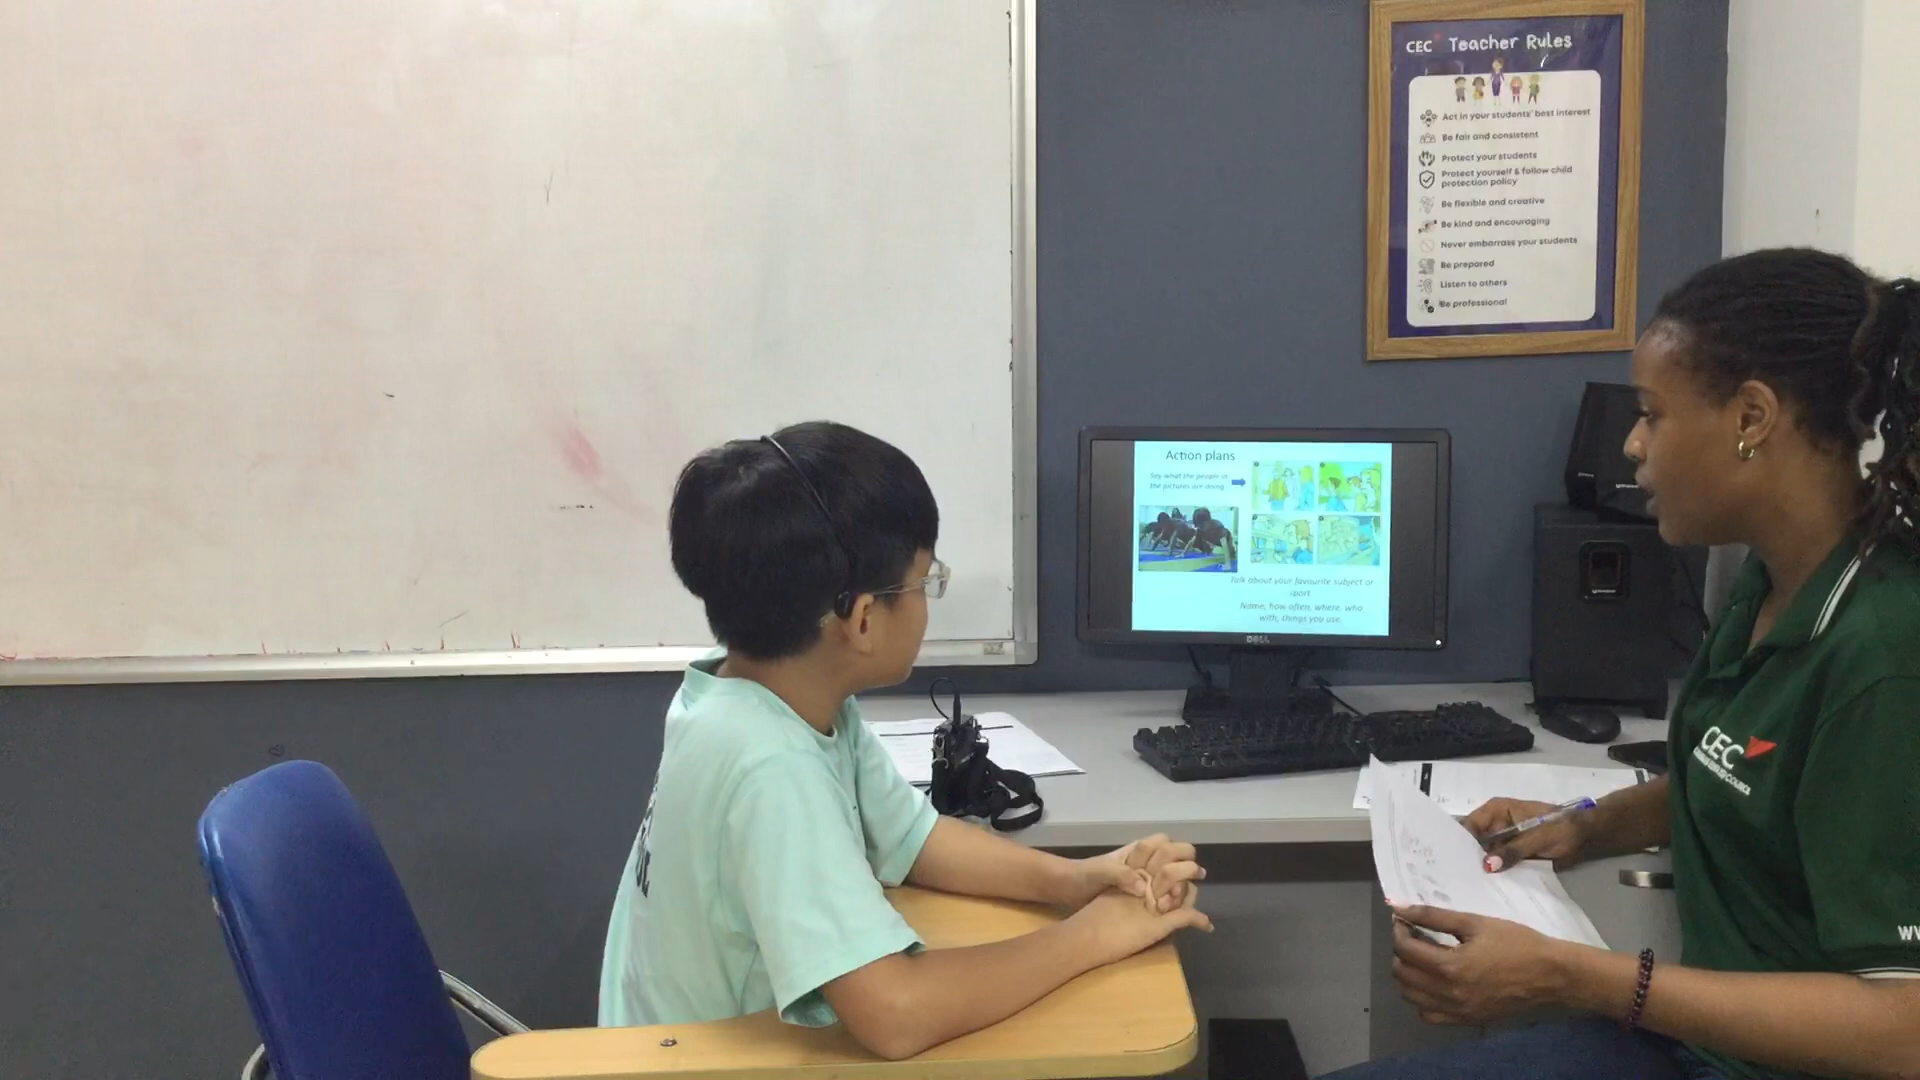 CEC Teacher Rules
Act in your students' best interest
Be fair and consistent
Protect your students
Protect yourself & follow child
protection policy
Be flexible and creative
Be kind and encouraging
Never embarrass your students
Be prepared
Listen to others
Be professional
Action plans
Say what the people in
the pictures are doing
Talk about your favourite subject or
sport
Name, how often, where, who
with, things you use.
DELL
CEC